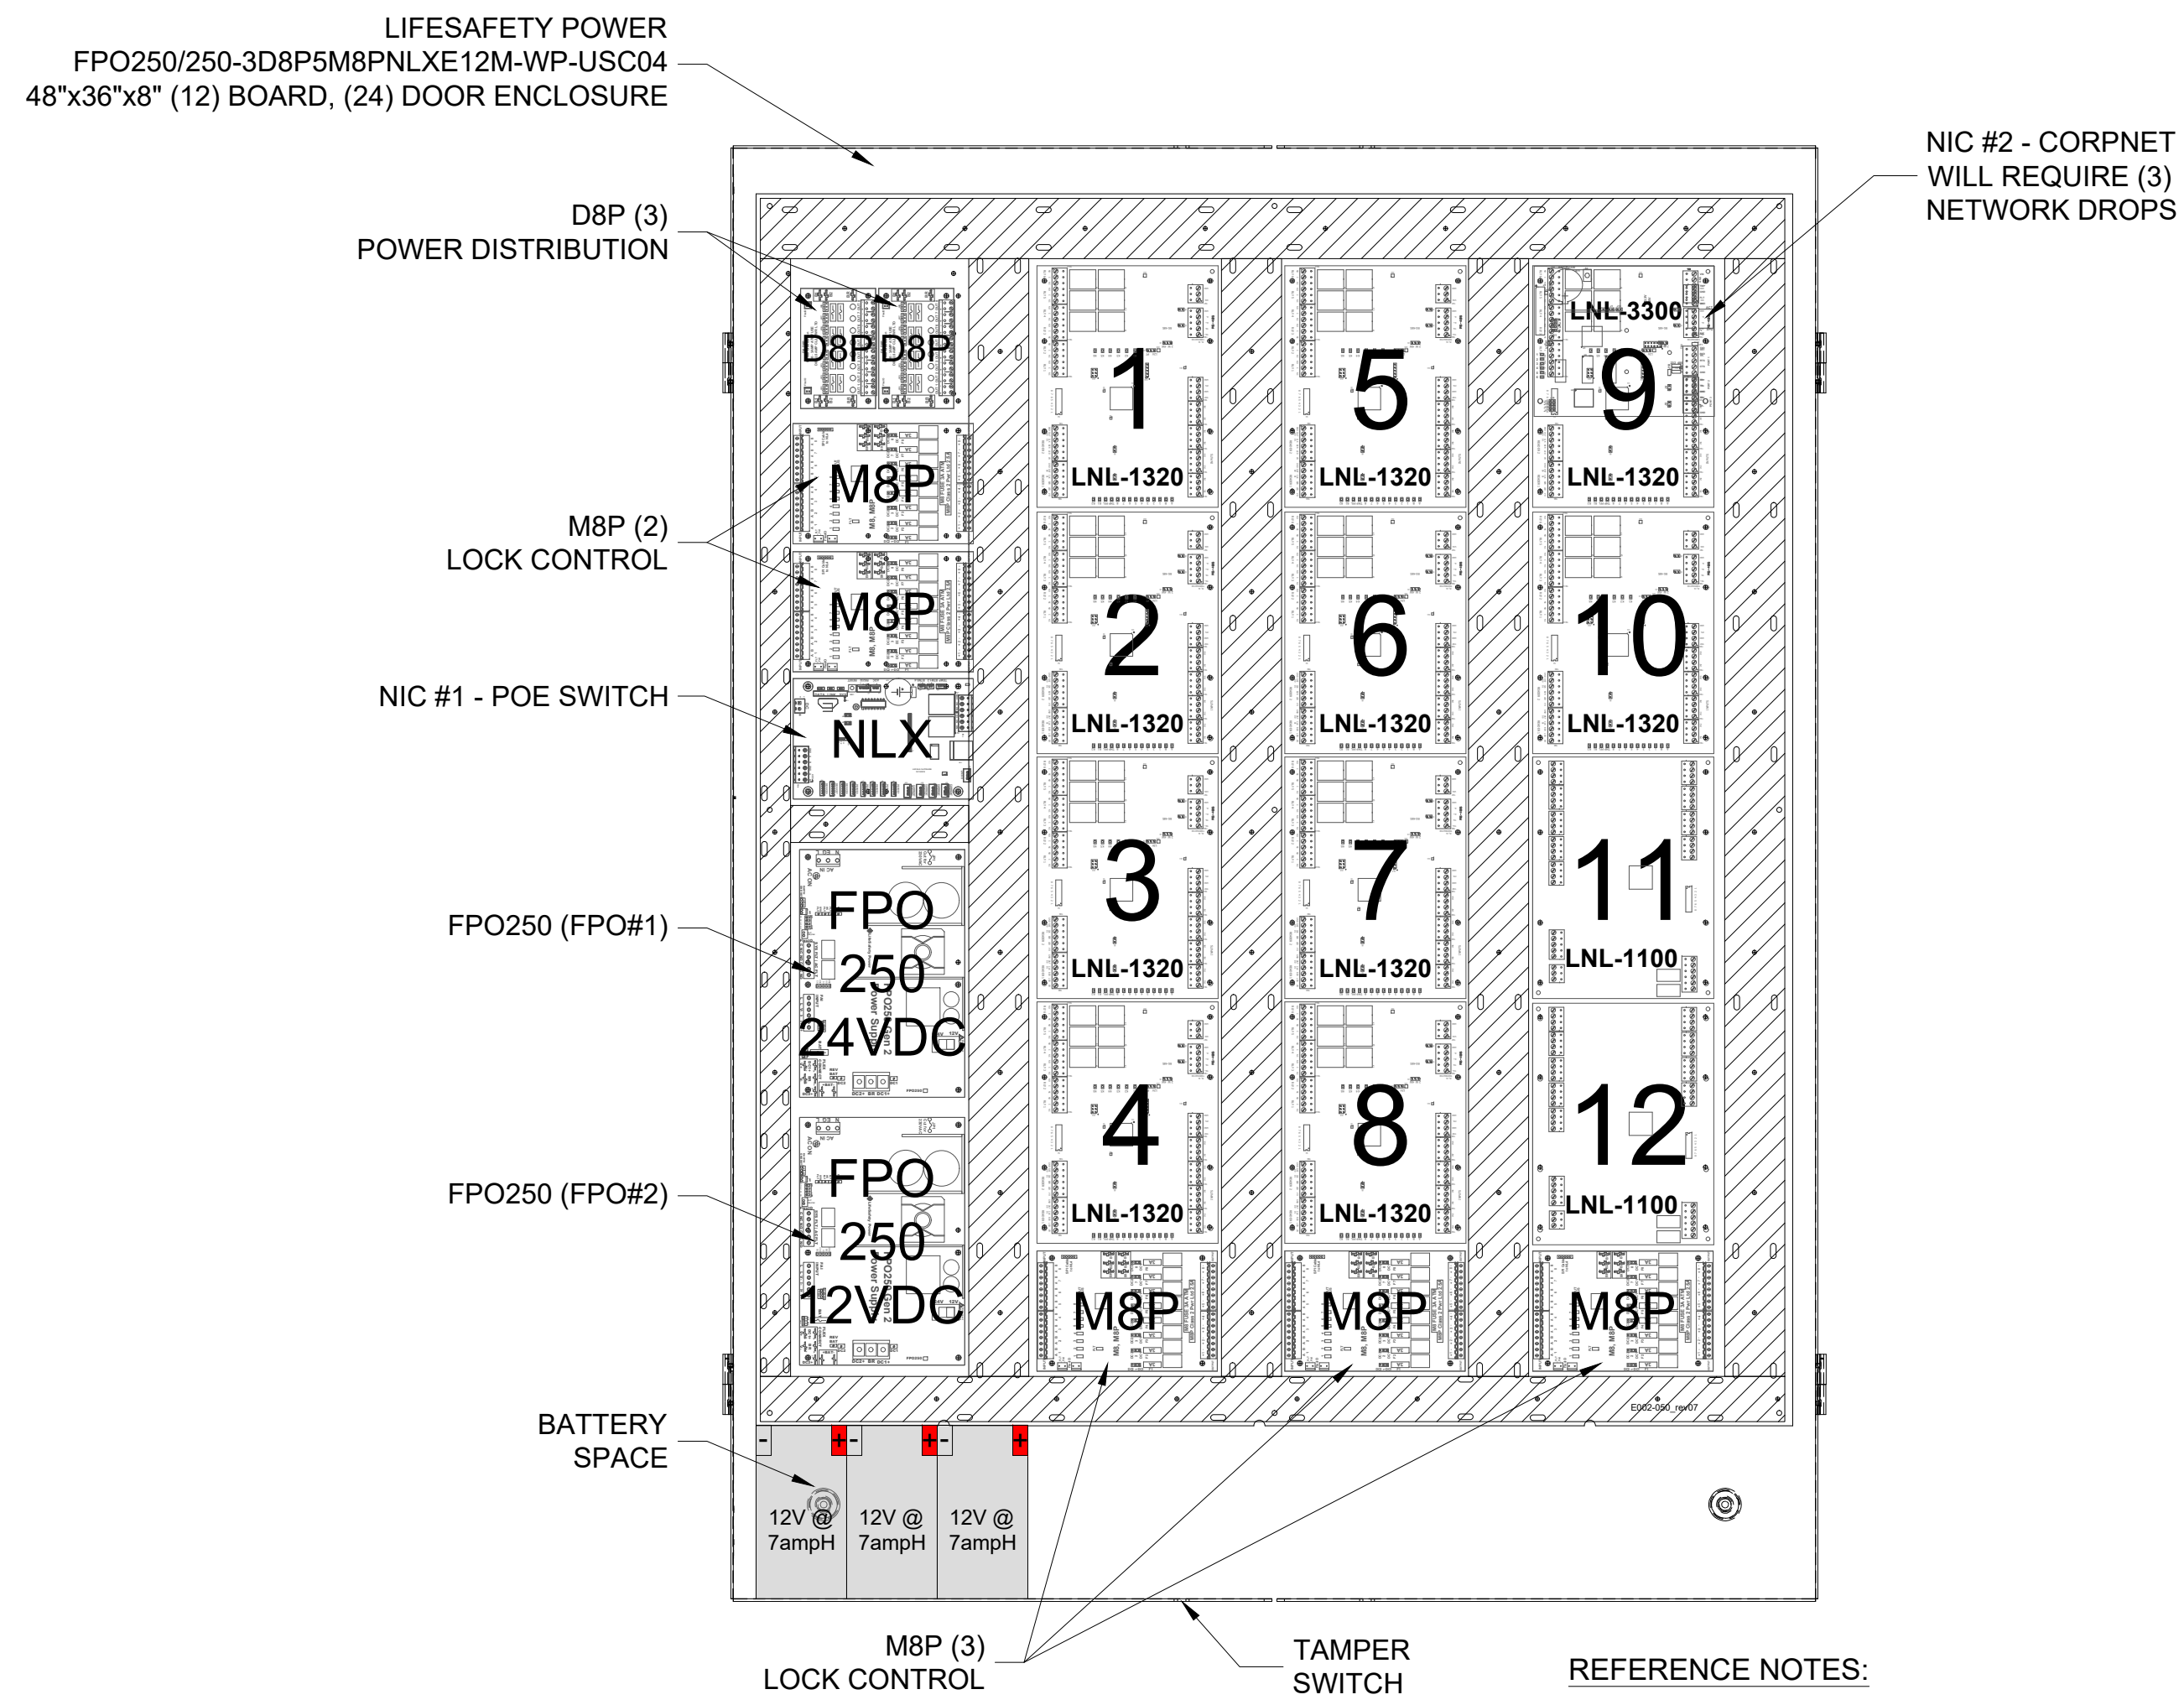 LIFESAFETY POWER
FPO250/250-3D8P5M8PNLXE12M-WP-USC04
48"x36"x8" (12) BOARD, (24) DOOR ENCLOSURE
NIC #2 - CORPNET
WILL REQUIRE (3)
NETWORK DROPS
D8P (3)
POWER DISTRIBUTION
D8P
D8P
M8P (2)
LOCK CONTROL
M8P
M8P
NIC #1 - POE SWITCH
NLX
FPO250 (FPO#1)
FPO
250
24VDC
FPO250 (FPO#2)
FPO
250
12VDC
1
LNL-1320
2
LNL-1320
3
LNL-1320
4
LNL-1320
M8P
5
LNL-1320
6
LNL-1320
7
LNL-1320
8
LNL-1320
M8P
LNL-3300
9
LNL-1320
10
LNL-1320
11
LNL-1100
12
LNL-1100
M8P
E002-050_rev07
BATTERY
SPACE
- + - + - +
12V @
7ampH
12V @
7ampH
12V @
7ampH
M8P (3)
LOCK CONTROL
TAMPER
SWITCH
REFERENCE NOTES: